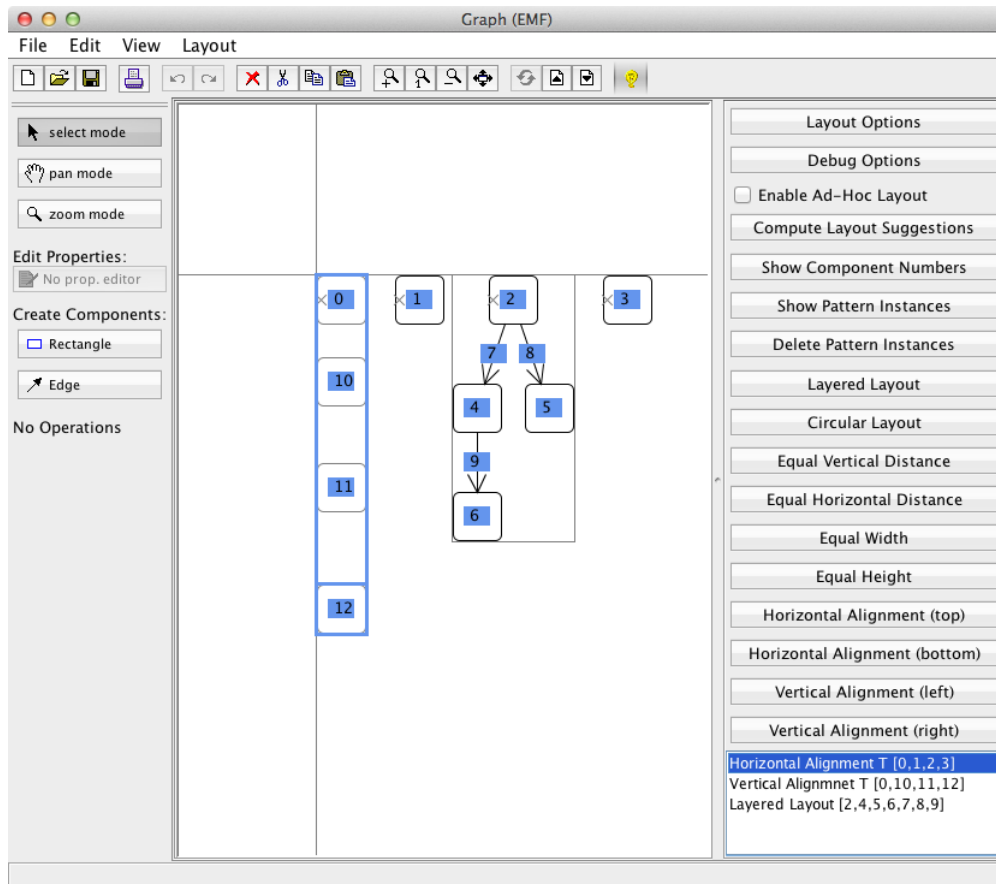 Graph (EMF)
File Edit View Layout
select mode
pan mode
zoom mode
Edit Properties:
No prop. editor
Create Components:
Rectangle
Edge
No Operations
0 1 2 3
7 8
10
4 5
9
11
6
12
Layout Options
Debug Options
Enable Ad-Hoc Layout
Compute Layout Suggestions
Show Component Numbers
Show Pattern Instances
Delete Pattern Instances
Layered Layout
Circular Layout
Equal Vertical Distance
Equal Horizontal Distance
Equal Width
Equal Height
Horizontal Alignment (top)
Horizontal Alignment (bottom)
Vertical Alignment (left)
Vertical Alignment (right)
Horizontal Alignment T [0,1,2,3]
Vertical Alignmnet T [0,10,11,12]
Layered Layout [2,4,5,6,7,8,9]